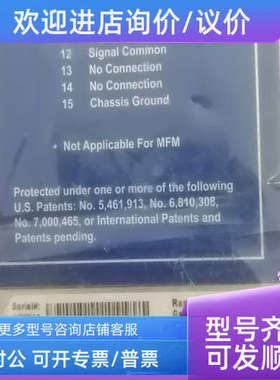 欢迎进店询价/议价
12 Signal Common
13 No Connection
14 No Connection
15 Chassis Ground
* Not Applicable For MFM
Protected under one or more of the following
U.S. Patents: No. 5,461,913, No. 6,810,308,
No. 7,000,465, or International Patents and
Patents pending.
Serial#:
更多型号咨询店铺客服
对公 可开专票/普票
型号齐
可发顺